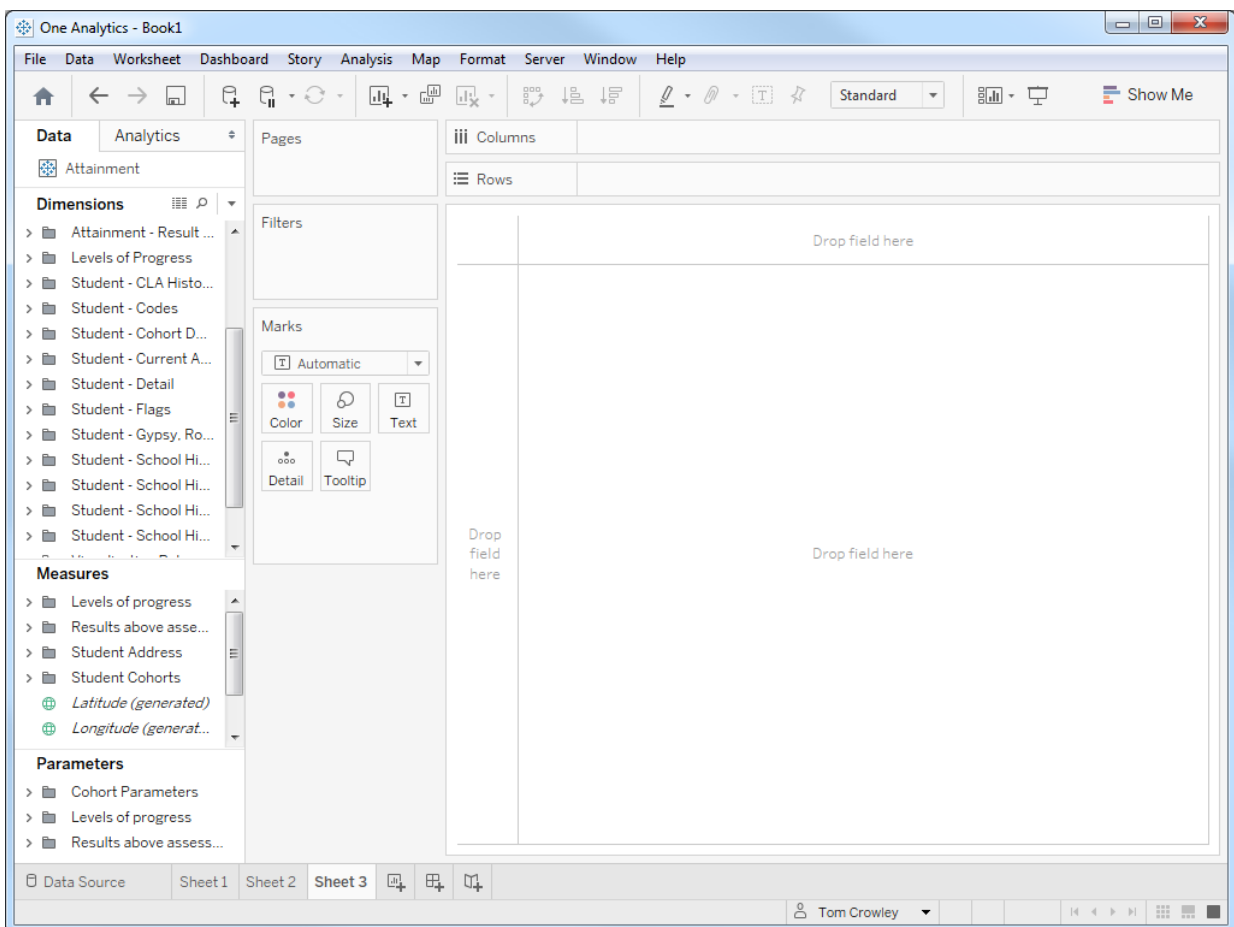 One Analytics - Book1
File Data Worksheet Dashboard Story Analysis Map Format Server Window Help
Standard
Show Me
Data Analytics
Attainment
Dimensions
Attainment - Result ...
Levels of Progress
Student - CLA Histo...
Student - Codes
Student - Cohort D...
Student - Current A...
Student - Detail
Student - Flags
Student - Gypsy, Ro...
Student - School Hi...
Student - School Hi...
Student - School Hi...
Student - School Hi...
Measures
Levels of progress
Results above asse...
Student Address
Student Cohorts
Latitude (generated)
Longitude (generat...
Parameters
Cohort Parameters
Levels of progress
Results above assess...
Pages
Filters
Marks
T Automatic
Color Size T Text
Detail Tooltip
Columns
Rows
Drop field here
Drop
field
here
Drop field here
Data Source Sheet 1 Sheet 2 Sheet 3
Tom Crowley